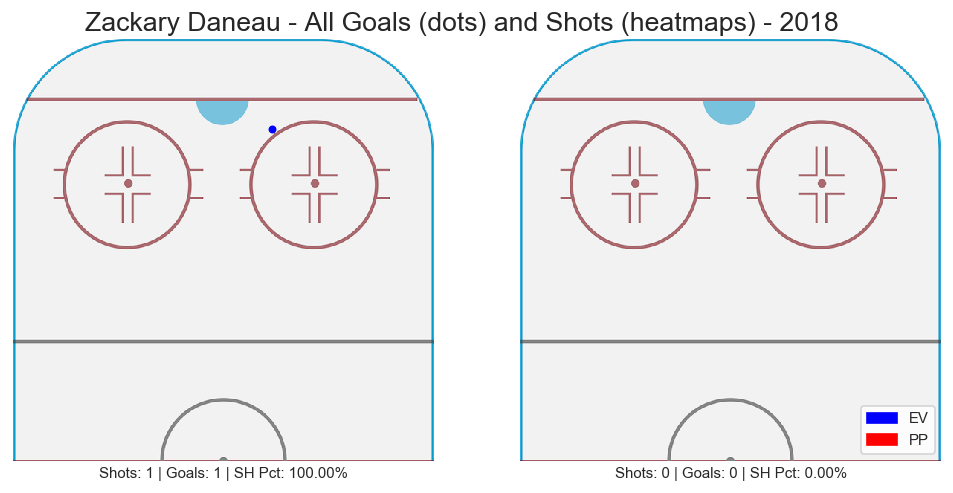 Zackary Daneau - All Goals (dots) and Shots (heatmaps) - 2018
EV
PP
Shots: 1 | Goals: 1 | SH Pct: 100.00%
Shots: 0 | Goals: 0 | SH Pct: 0.00%